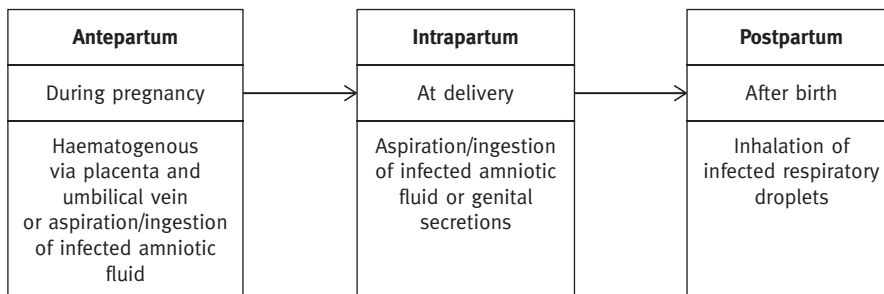 Antepartum
During pregnancy
Haematogenous
via placenta and
umbilical vein
or aspiration/ingestion
of infected amniotic
fluid
Intrapartum
At delivery
Aspiration/ingestion
of infected amniotic
fluid or genital
secretions
Postpartum
After birth
Inhalation of
infected respiratory
droplets